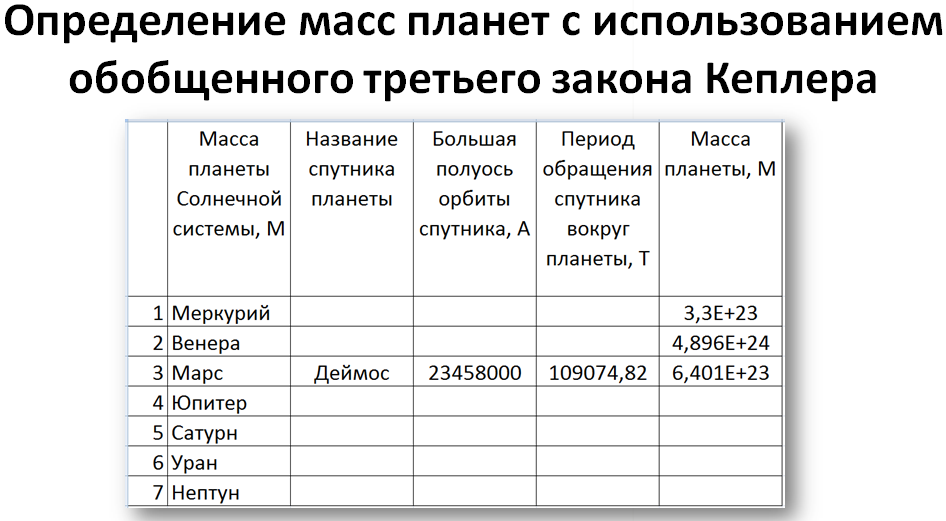 Определение масс планет с использованием
обобщенного третьего закона Кеплера
Масса планеты Солнечной системы, М | Название спутника планеты | Большая полуось орбиты спутника, А | Период обращения спутника вокруг планеты, Т | Масса планеты, М
1 Меркурий 3,3E+23
2 Венера 4,896E+24
3 Марс Деймос 23458000 109074,82 6,401E+23
4 Юпитер
5 Сатурн
6 Уран
7 Нептун